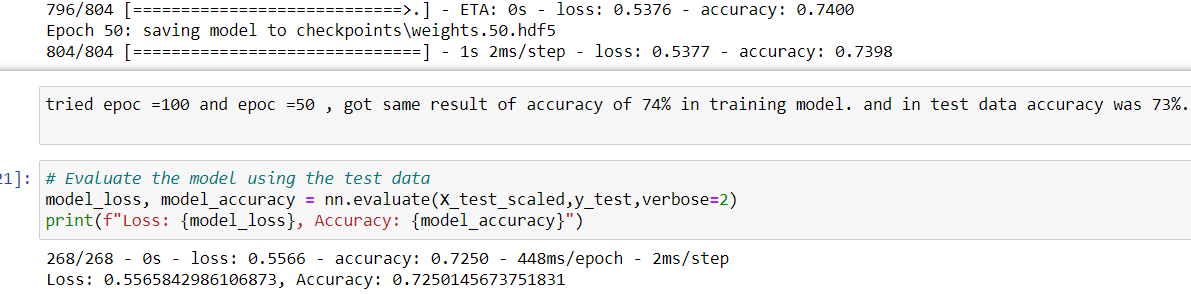 796/804 [============================>.] - ETA: 0s - loss: 0.5376 - accuracy: 0.7400
Epoch 50: saving model to checkpoints\weights.50.hdf5
804/804 [==============================] - 1s 2ms/step - loss: 0.5377 - accuracy: 0.7398
tried epoc =100 and epoc =50 , got same result of accuracy of 74% in training model. and in test data accuracy was 73%.
21]: # Evaluate the model using the test data
model_loss, model_accuracy = nn.evaluate(X_test_scaled,y_test,verbose=2)
print(f"Loss: {model_loss}, Accuracy: {model_accuracy}")
268/268 - 0s - loss: 0.5566 - accuracy: 0.7250 - 448ms/epoch - 2ms/step
Loss: 0.5565842986106873, Accuracy: 0.7250145673751831